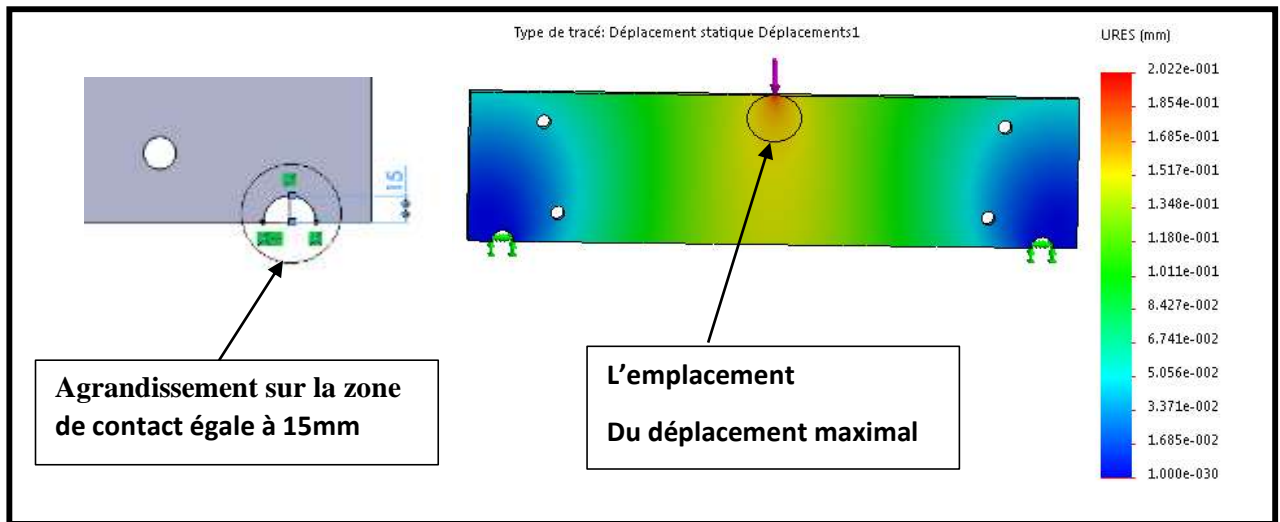 Type de tracé: Déplacement statique Déplacements1
URES (mm)
2.022e-001
1.854e-001
1.685e-001
1.517e-001
1.348e-001
1.180e-001
1.011e-001
8.427e-002
6.741e-002
5.056e-002
3.371e-002
1.685e-002
1.000e-030
15
Agrandissement sur la zone
de contact égale à 15mm
L’emplacement
Du déplacement maximal